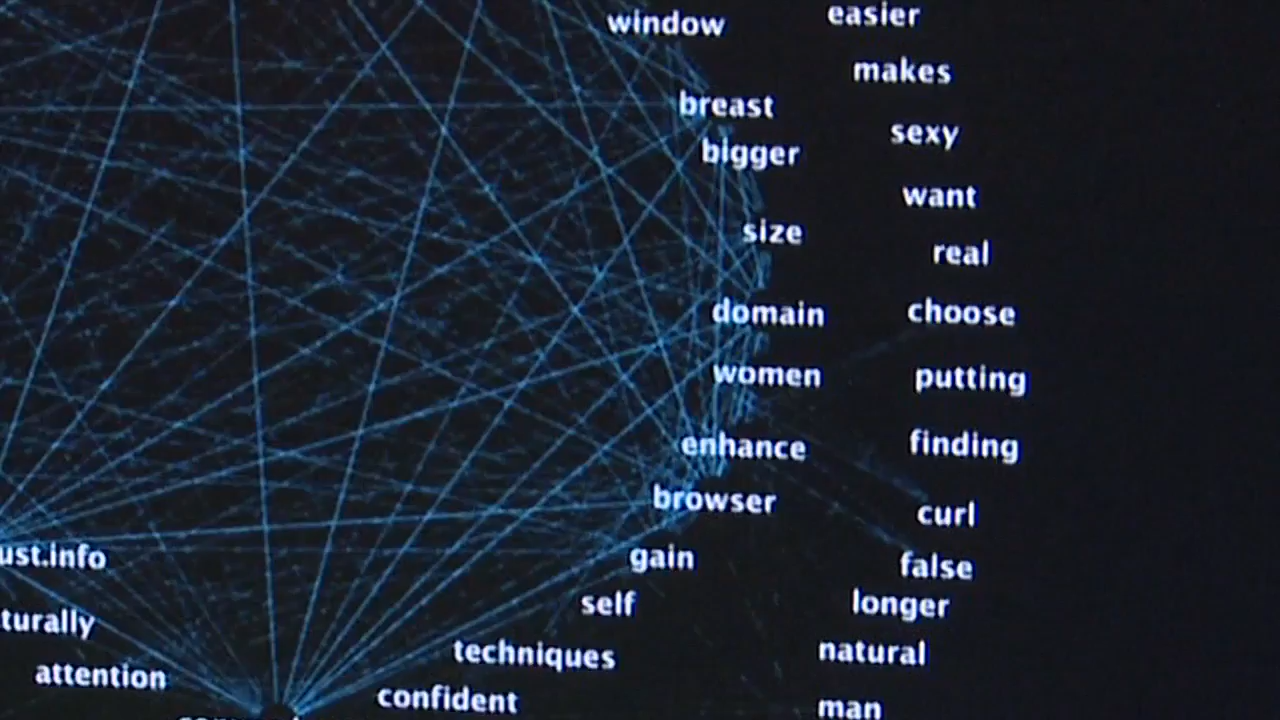 window
easier
makes
breast
sexy
bigger
want
size
real
domain
choose
women
putting
enhance
finding
browser
curl
ust.info
gain
false
self
longer
turally
techniques
natural
attention
confident
man